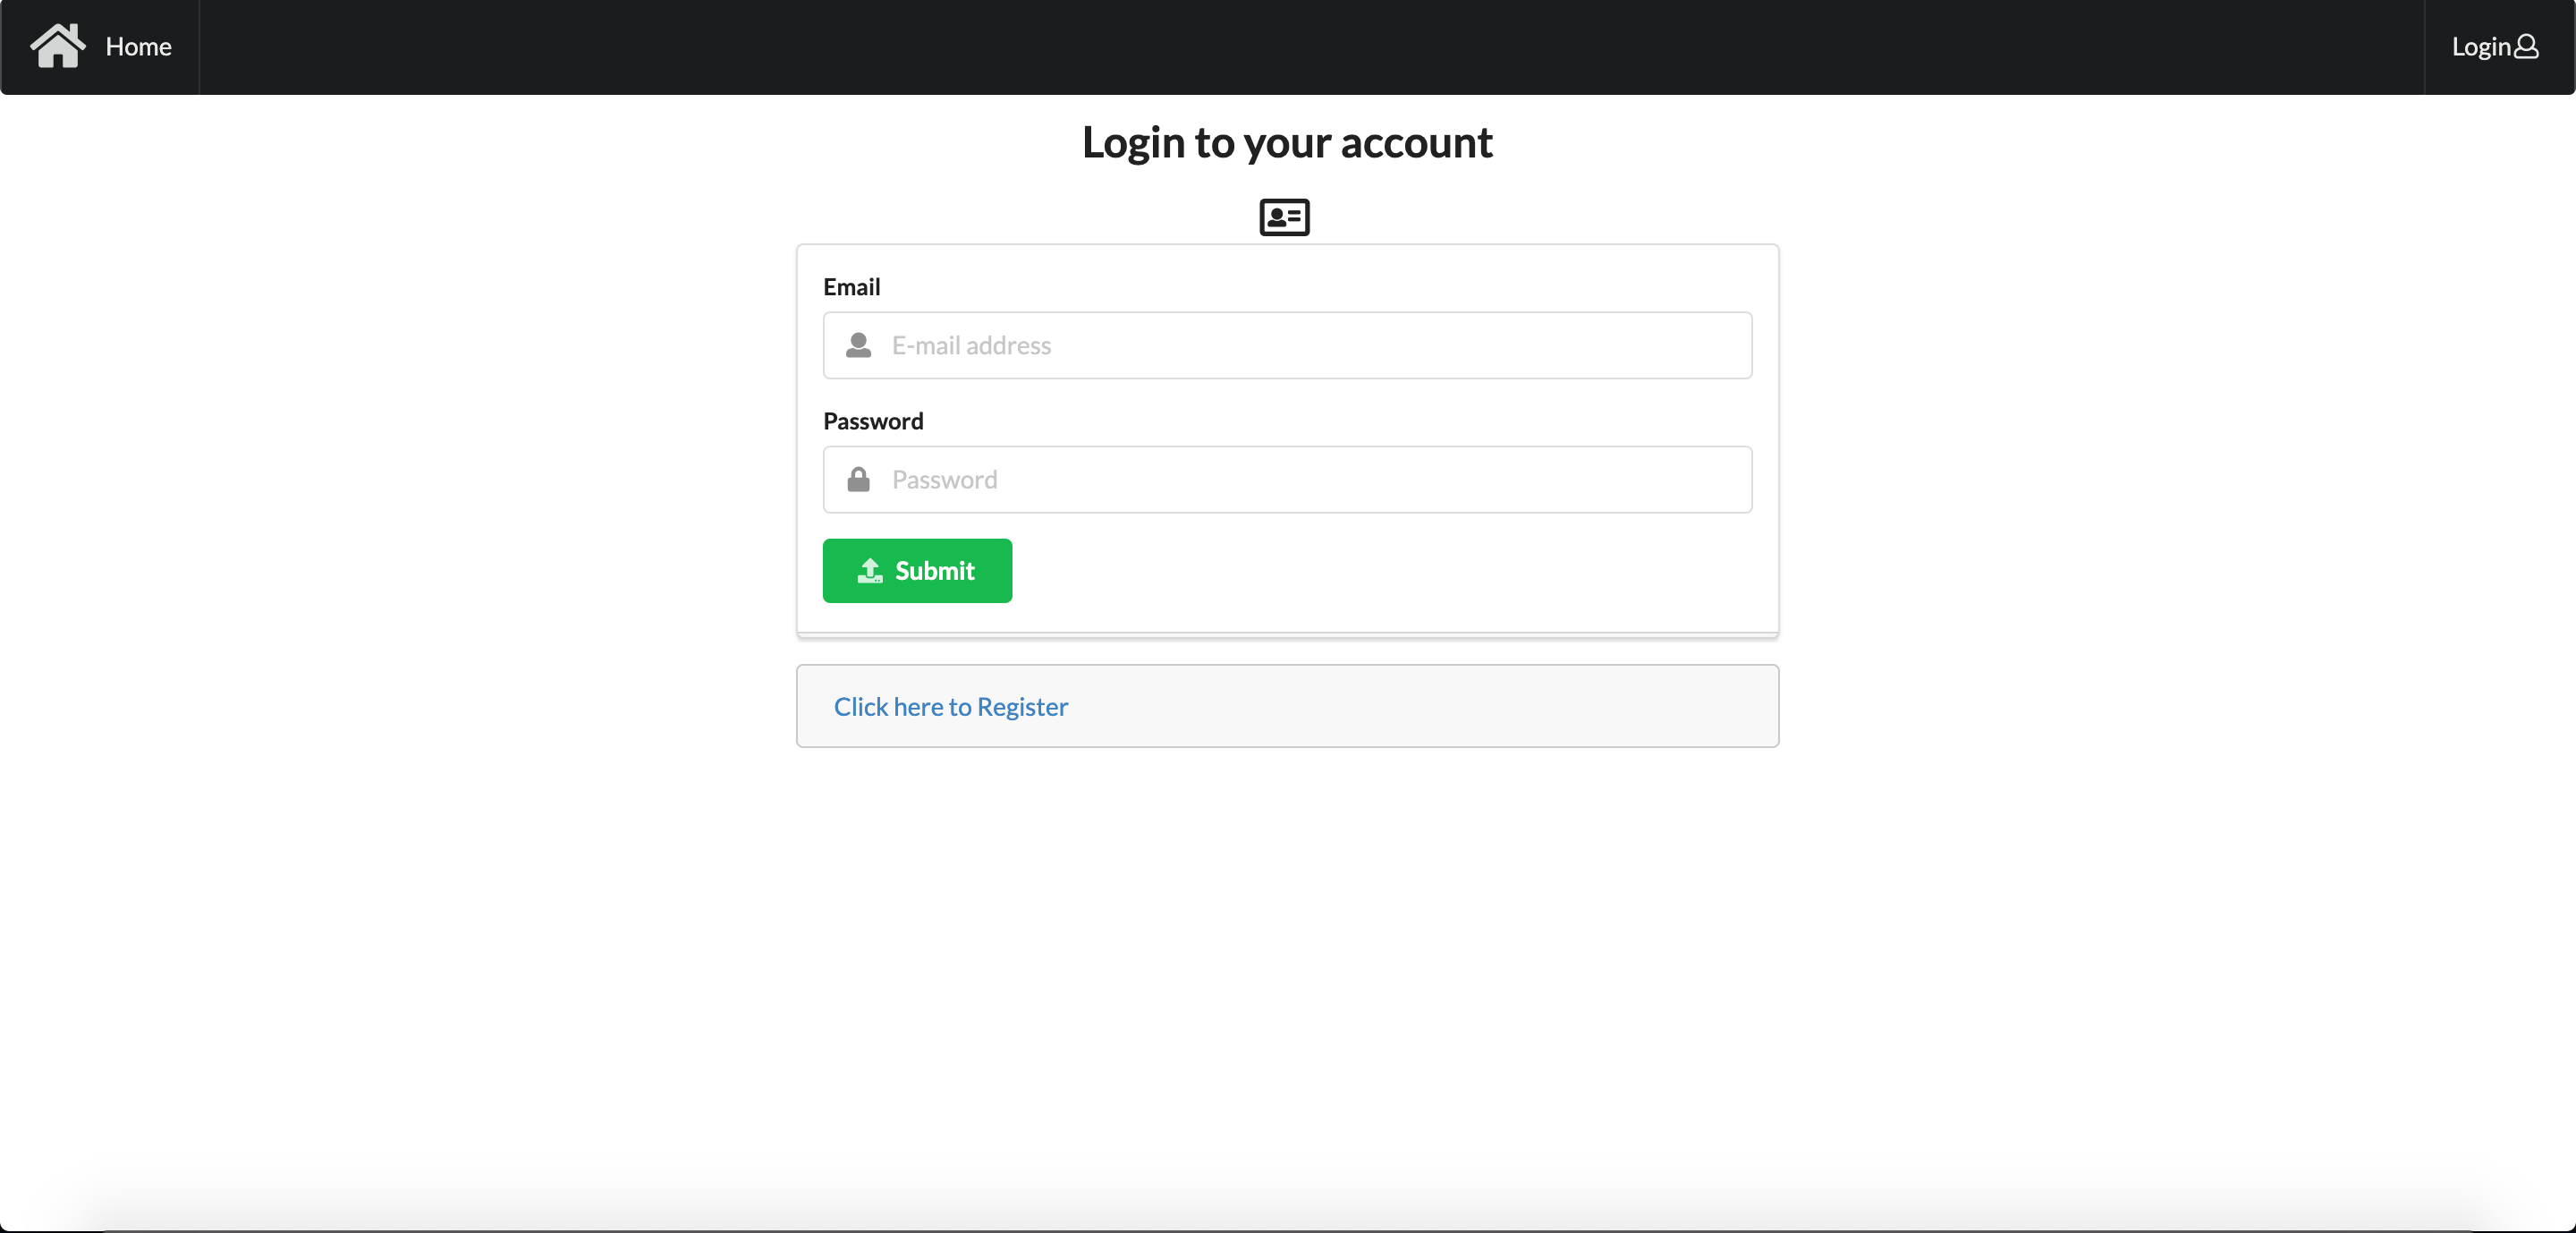 Home
Login
Login to your account
Email
E-mail address
Password
Password
Submit
Click here to Register